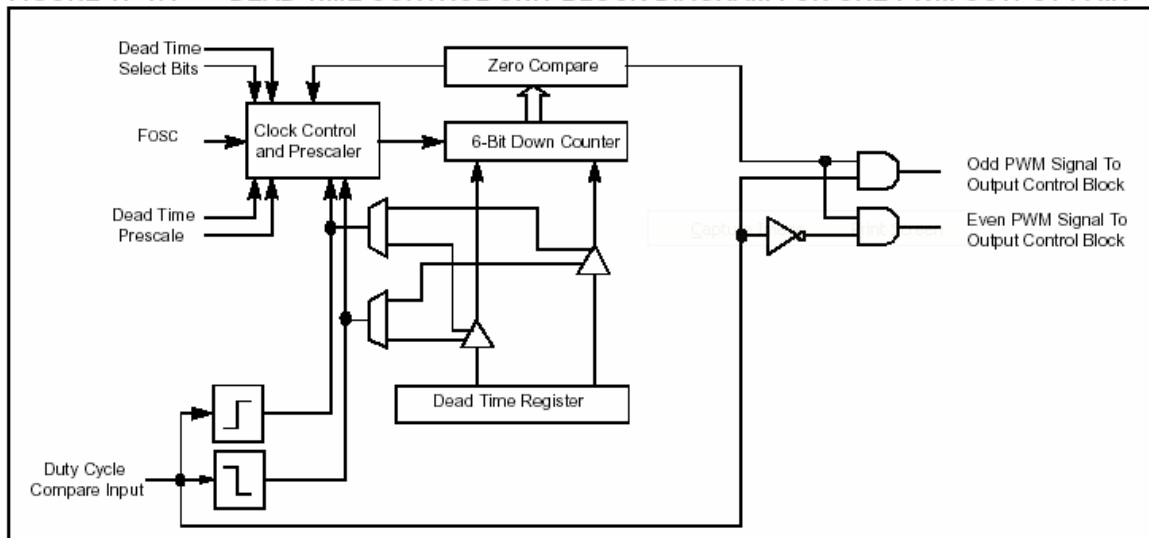 Dead Time
Select Bits
Zero Compare
FOSC
Clock Control
and Prescaler
6-Bit Down Counter
Odd PWM Signal To
Output Control Block
Dead Time
Prescale
Even PWM Signal To
Output Control Block
Dead Time Register
Duty Cycle
Compare Input